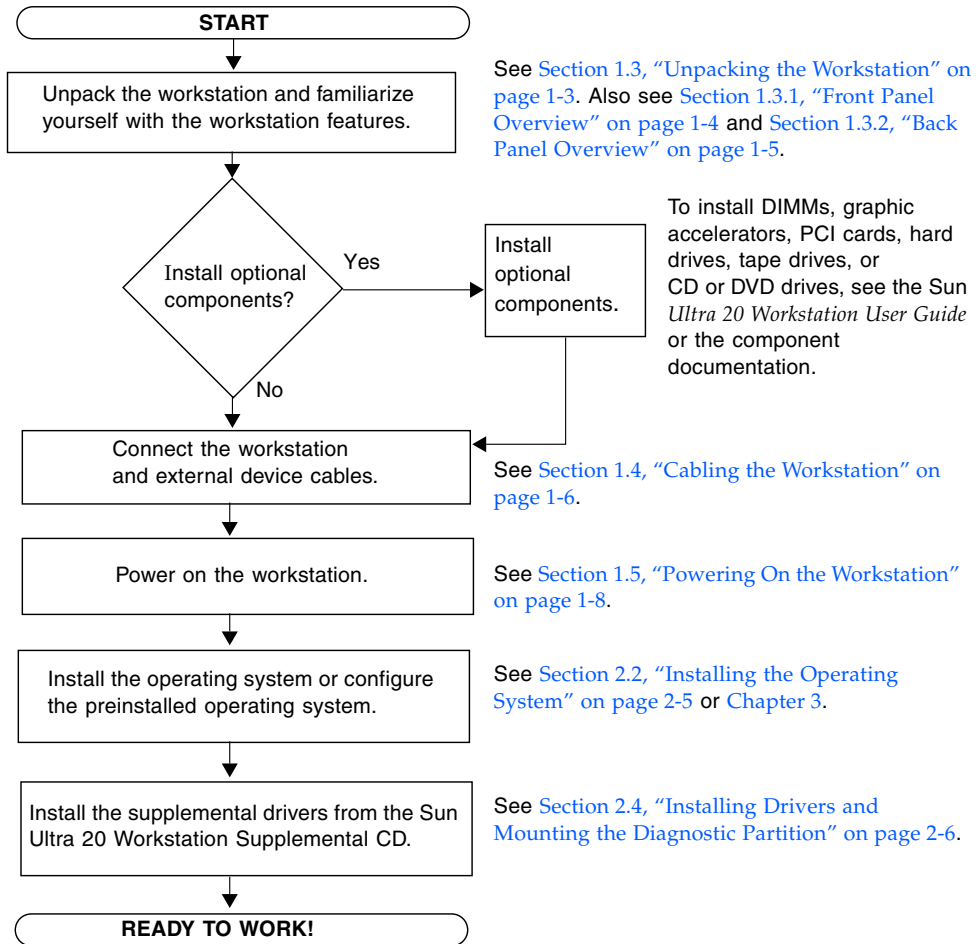 START
Unpack the workstation and familiarize
yourself with the workstation features.
See Section 1.3, “Unpacking the Workstation” on
page 1-3. Also see Section 1.3.1, “Front Panel
Overview” on page 1-4 and Section 1.3.2, “Back
Panel Overview” on page 1-5.
Install optional
components?
Yes
Install
optional
components.
To install DIMMs, graphic
accelerators, PCI cards, hard
drives, tape drives, or
CD or DVD drives, see the Sun
Ultra 20 Workstation User Guide
or the component
documentation.
No
Connect the workstation
and external device cables.
See Section 1.4, “Cabling the Workstation” on
page 1-6.
Power on the workstation.
See Section 1.5, “Powering On the Workstation”
on page 1-8.
Install the operating system or configure
the preinstalled operating system.
See Section 2.2, “Installing the Operating
System” on page 2-5 or Chapter 3.
Install the supplemental drivers from the Sun
Ultra 20 Workstation Supplemental CD.
See Section 2.4, “Installing Drivers and
Mounting the Diagnostic Partition” on page 2-6.
READY TO WORK!